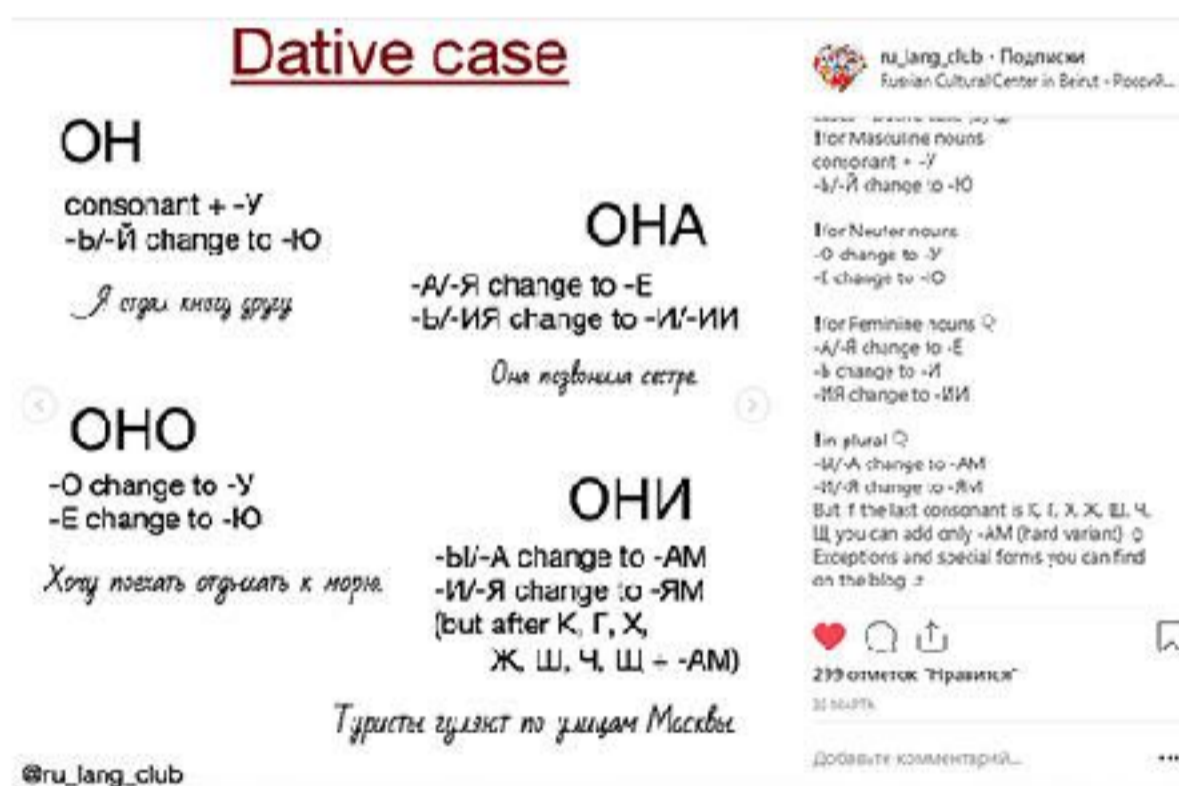 Dative case
ОН
consonant + -У
-Ь/-Й change to -Ю
Я отдал книгу другу
ОНА
-А/-Я change to -Е
-Ь/-ИЯ change to -И/-ИИ
Она позвонила сестре
ОНО
-О change to -У
-Е change to -Ю
Хочу поехать отдыхать к морю.
ОНИ
-Ы/-А change to -АМ
-И/-Я change to -ЯМ
(but after К, Г, Х,
Ж, Ш, Ч, Щ + -АМ)
Туристы гуляют по улицам Москвы.
@ru_lang_club
ru_lang_club · Подписки
Russian Cultural Center in Beirut -
for Masculine nouns
consonant + -У
-Ь/-Й change to -Ю
for Neuter nouns
-О change to -У
-Е change to -Ю
for Feminine nouns
-А/-Я change to -Е
-Ь change to -И
-ИЯ change to -ИИ
in plural
change to -АМ
-И/-Я change to -ЯМ
But if the last consonant is К, Г, Х, Ж, Ш, Ч,
Щ you can add only -АМ (hard variant)
Exceptions and special forms you can find
on the blog
отметок "Нравится"
МАРТА
Добавьте комментарий...